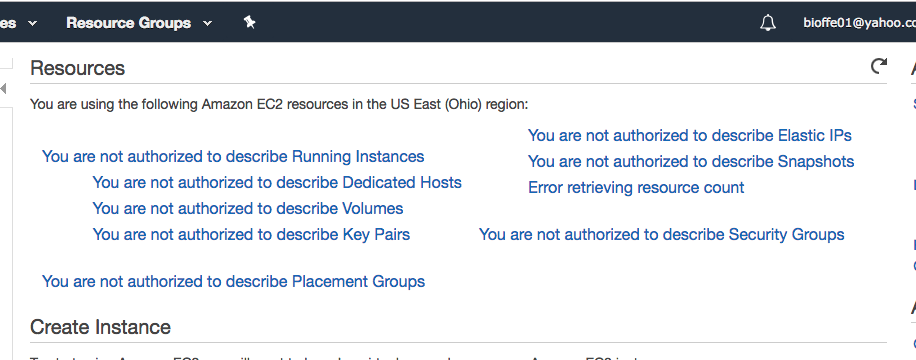 es Resource Groups bioffe01@yahoo.co
Resources
You are using the following Amazon EC2 resources in the US East (Ohio) region:
You are not authorized to describe Elastic IPs
You are not authorized to describe Running Instances
You are not authorized to describe Snapshots
You are not authorized to describe Dedicated Hosts
Error retrieving resource count
You are not authorized to describe Volumes
You are not authorized to describe Key Pairs
You are not authorized to describe Security Groups
You are not authorized to describe Placement Groups
Create Instance